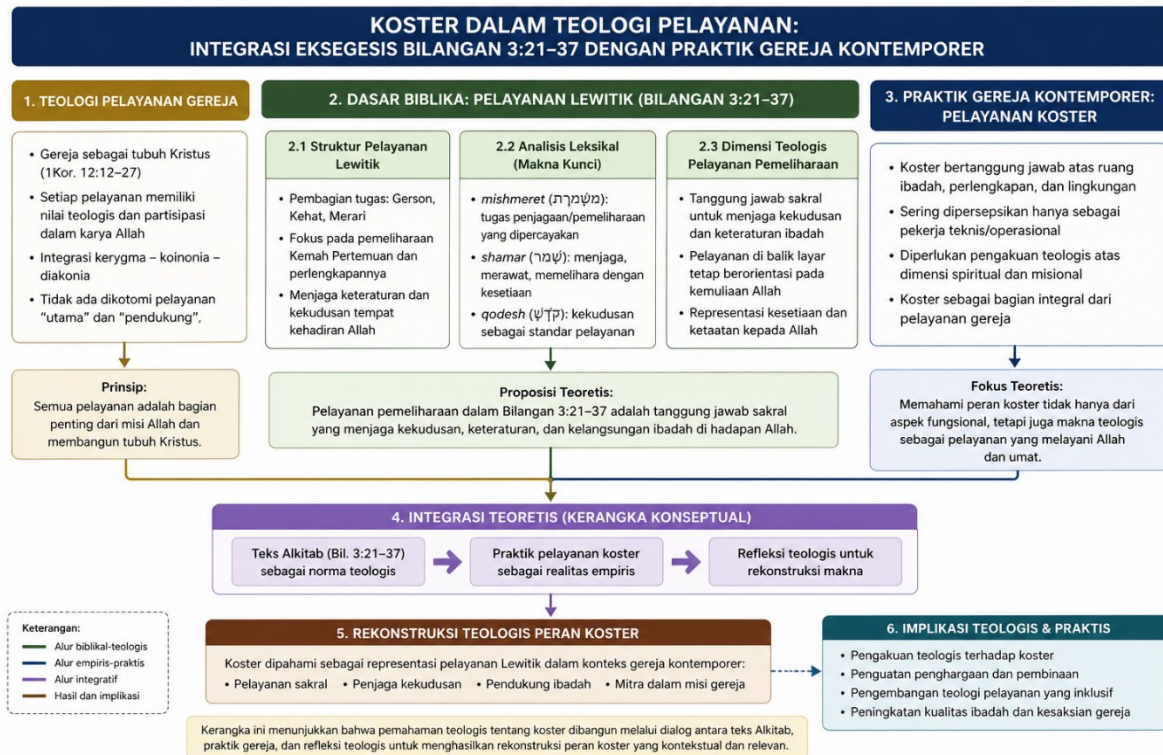 KOSTER DALAM TEOLOGI PELAYANAN:
INTEGRASI EKSEGESIS BILANGAN 3:21–37 DENGAN PRAKTIK GEREJA KONTEMPORER
1. TEOLOGI PELAYANAN GEREJA
• Gereja sebagai tubuh Kristus
(1Kor. 12:12–27)
• Setiap pelayanan memiliki
nilai teologis dan partisipasi
dalam karya Allah
• Integrasi kerygma – koinonia –
diakonia
• Tidak ada dikotomi pelayanan
“utama” dan “pendukung”.
Prinsip:
Semua pelayanan adalah bagian
penting dari misi Allah dan
membangun tubuh Kristus.
2. DASAR BIBLIKA: PELAYANAN LEWITIK (BILANGAN 3:21–37)
2.1 Struktur Pelayanan
Lewitik
• Pembagian tugas: Gerson,
Kehat, Merari
• Fokus pada pemeliharaan
Kemah Pertemuan dan
perlengkapannya
• Menjaga keteraturan dan
kekudusan tempat
kehadiran Allah
2.2 Analisis Leksikal
(Makna Kunci)
• mishmeret ():
tugas penjagaan/pemeliharaan
yang dipercayakan
• shamar (): menjaga,
merawat, memelihara dengan
kesetiaan
• qodesh (): kekudusan
sebagai standar pelayanan
2.3 Dimensi Teologis
Pelayanan Pemeliharaan
• Tanggung jawab sakral
untuk menjaga kekudusan
dan keteraturan ibadah
• Pelayanan di balik layar
tetap berorientasi pada
kemuliaan Allah
• Representasi kesetiaan dan
ketaatan kepada Allah
Proposisi Teoretis:
Pelayanan pemeliharaan dalam Bilangan 3:21–37 adalah tanggung jawab sakral
yang menjaga kekudusan, keteraturan, dan kelangsungan ibadah di hadapan Allah.
3. PRAKTIK GEREJA KONTEMPORER:
PELAYANAN KOSTER
• Koster bertanggung jawab atas ruang
ibadah, perlengkapan, dan lingkungan
• Sering dipersepsikan hanya sebagai
pekerja teknis/operasional
• Diperlukan pengakuan teologis atas
dimensi spiritual dan misional
• Koster sebagai bagian integral dari
pelayanan gereja
Fokus Teoretis:
Memahami peran koster tidak hanya dari
aspek fungsional, tetapi juga makna teologis
sebagai pelayanan yang melayani Allah
dan umat.
4. INTEGRASI TEORETIS (KERANGKA KONSEPTUAL)
Teks Alkitab (Bil. 3:21–37)
sebagai norma teologis
Praktik pelayanan koster
sebagai realitas empiris
Refleksi teologis untuk
rekonstruksi makna
Keterangan:
Alur biblikal-teologis
Alur empiris-praktis
Alur integratif
Hasil dan implikasi
5. REKONSTRUKSI TEOLOGIS PERAN KOSTER
Koster dipahami sebagai representasi pelayanan Lewitik dalam konteks gereja kontemporer:
• Pelayanan sakral • Penjaga kekudusan • Pendukung ibadah • Mitra dalam misi gereja
6. IMPLIKASI TEOLOGIS & PRAKTIS
• Pengakuan teologis terhadap koster
• Penguatan penghargaan dan pembinaan
• Pengembangan teologi pelayanan yang inklusif
• Peningkatan kualitas ibadah dan kesaksian gereja
Kerangka ini menunjukkan bahwa pemahaman teologis tentang koster dibangun melalui dialog antara teks Alkitab,
praktik gereja, dan refleksi teologis untuk menghasilkan rekonstruksi peran koster yang kontekstual dan relevan.